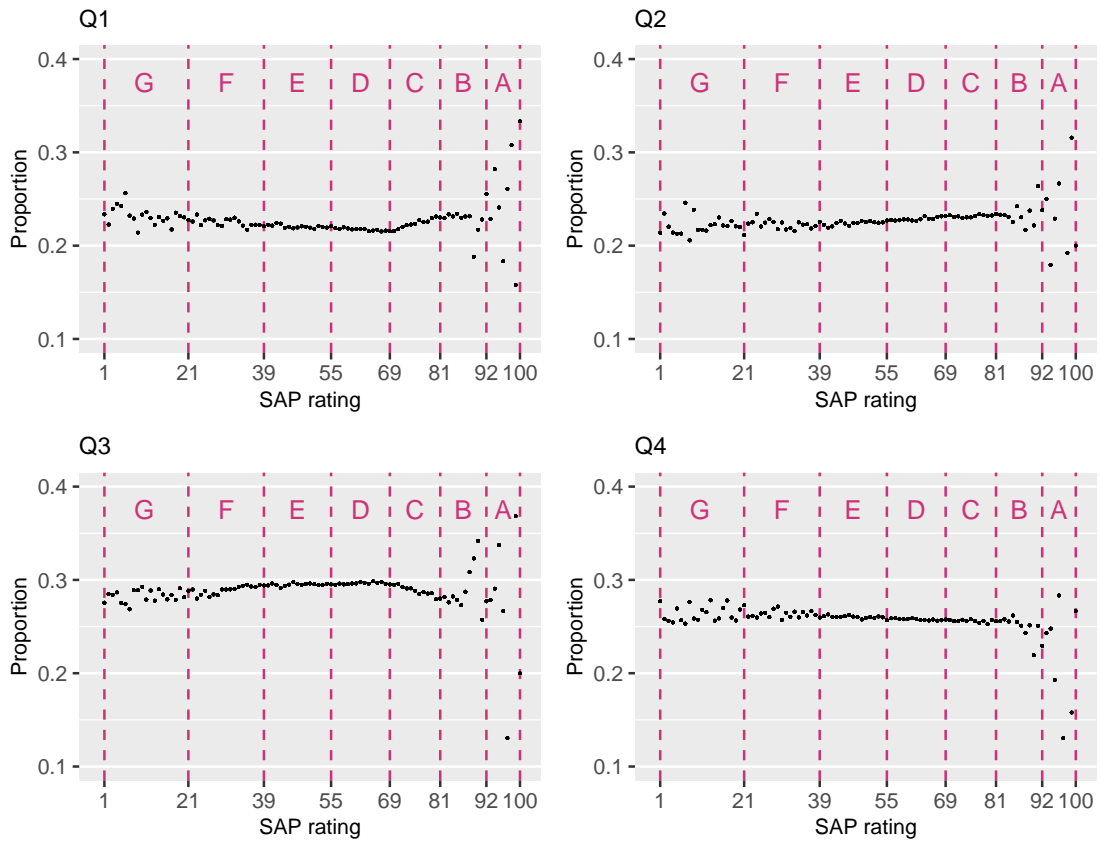 Q1
0.4
0.3
0.2
0.1
Proportion
G F E D C B A
1 21 39 55 69 81 92 100
SAP rating
Q2
0.4
0.3
0.2
0.1
Proportion
G F E D C B A
1 21 39 55 69 81 92 100
SAP rating
Q3
0.4
0.3
0.2
0.1
Proportion
G F E D C B A
1 21 39 55 69 81 92 100
SAP rating
Q4
0.4
0.3
0.2
0.1
Proportion
G F E D C B A
1 21 39 55 69 81 92 100
SAP rating